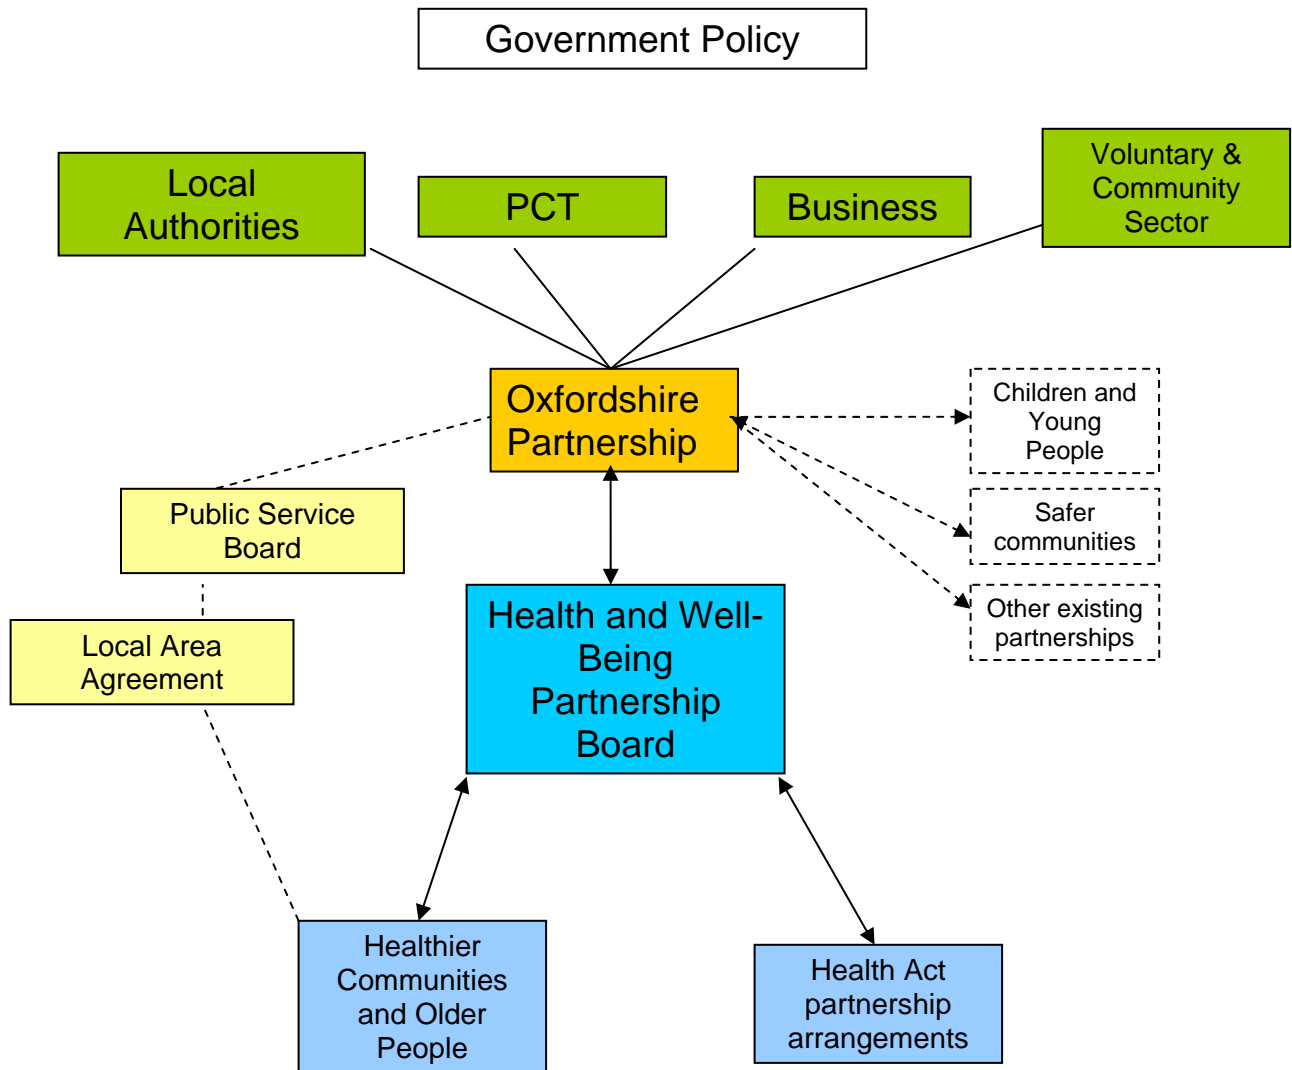 Government Policy
Local
Authorities
PCT
Business
Voluntary &
Community
Sector
Oxfordshire
Partnership
Children and
Young
People
Public Service
Board
Safer
communities
Health and Well-
Being
Partnership
Board
Other existing
partnerships
Local Area
Agreement
Healthier
Communities
and Older
People
Health Act
partnership
arrangements